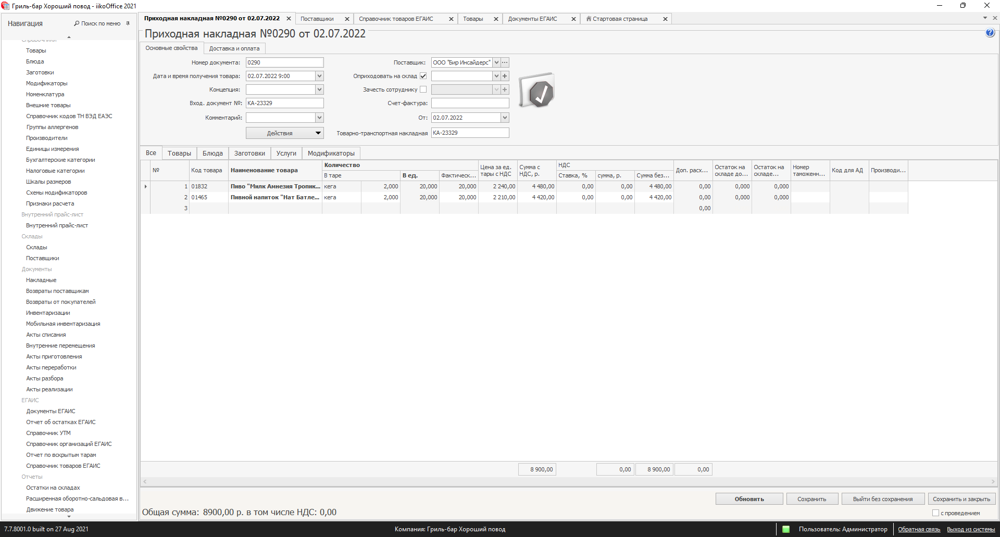 Гриль-бар Хороший повод - iikoOffice 2021
Навигация
Поиск по меню
Справочники
Товары
Блюда
Заготовки
Модификаторы
Номенклатура
Внешние товары
Справочник кодов ТН ВЭД ЕАЭС
Группы аллергенов
Производители
Единицы измерения
Бухгалтерские категории
Налоговые категории
Шкалы размеров
Схемы модификаторов
Признаки расчета
Внутренний прайс-лист
Внутренний прайс-лист
Склады
Склады
Поставщики
Документы
Накладные
Возвраты поставщикам
Возвраты от покупателей
Инвентаризации
Мобильная инвентаризация
Акты списания
Внутренние перемещения
Акты приготовления
Акты переработки
Акты разбора
Акты реализации
ЕГАИС
Документы ЕГАИС
Отчет об остатках ЕГАИС
Справочник УТМ
Справочник организаций ЕГАИС
Отчет по вскрытым тарам
Справочник товаров ЕГАИС
Отчеты
Остатки на складах
Расширенная оборотно-сальдовая в...
Движение товара
Приходная накладная №0290 от 02.07.2022 Поставщики Справочник товаров ЕГАИС Товары Документы ЕГАИС Стартовая страница
Приходная накладная №0290 от 02.07.2022
Основные свойства Доставка и оплата
Номер документа: 0290 Поставщик: ООО "Бир Инсайдерс"
Дата и время получения товара: 02.07.2022 9:00 Оприходовать на склад
Концепция: Зачесть сотруднику
Вход. документ №: КА-23329 Счет-фактура:
Комментарий: От: 02.07.2022
Действия Товарно-транспортная накладная КА-23329
Все Товары Блюда Заготовки Услуги Модификаторы
№ Код товара Наименование товара Количество В таре В ед. Фактическ... Цена за ед. тары с НДС Сумма с НДС, р. НДС Ставка, % сумма, р. Сумма без... Доп. расх... Остаток на складе до... Остаток на складе... Номер таможенн... Код для АД Производи...
1 01832 Пиво "Милк Амнезия Тропик... кега 2,000 20,000 20,000 2 240,00 4 480,00 0,00 0,00 4 480,00 0,00 0,000 0,000
2 01465 Пивной напиток "Нат Батле... кега 2,000 20,000 20,000 2 210,00 4 420,00 0,00 0,00 4 420,00 0,00 0,000 0,000
3 0,00
8 900,00 0,00 8 900,00 0,00
Обновить Сохранить Выйти без сохранения Сохранить и закрыть
Общая сумма: 8900,00 р. в том числе НДС: 0,00
с проведением
7.7.8001.0 built on 27 Aug 2021 Компания: Гриль-бар Хороший повод Пользователь: Администратор Обратная связь Выход из системы